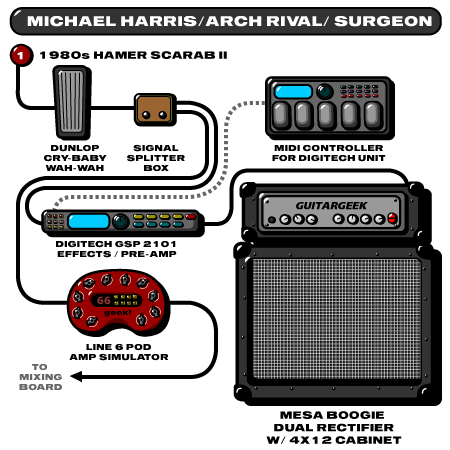 MICHAEL HARRIS/ARCH RIVAL/ SURGEON
1 1980s HAMER SCARAB II
DUNLOP
CRY-BABY
WAH-WAH
SIGNAL
SPLITTER
BOX
MIDI CONTROLLER
FOR DIGITECH UNIT
GUITARGEEK
DIGITECH GSP 2101
EFFECTS / PRE-AMP
66
geek!
LINE 6 POD
AMP SIMULATOR
TO
MIXING
BOARD
MESA BOOGIE
DUAL RECTIFIER
W/ 4X12 CABINET